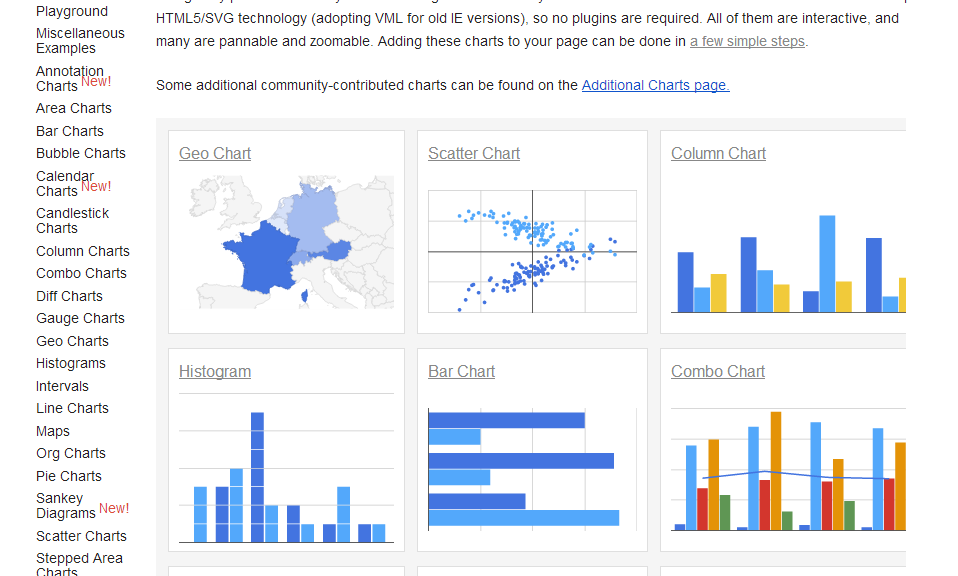 Playground
Miscellaneous
Examples
Annotation
Charts New!
Area Charts
Bar Charts
Bubble Charts
Calendar
Charts New!
Candlestick
Charts
Column Charts
Combo Charts
Diff Charts
Gauge Charts
Geo Charts
Histograms
Intervals
Line Charts
Maps
Org Charts
Pie Charts
Sankey
Diagrams New!
Scatter Charts
Stepped Area
Charts
HTML5/SVG technology (adopting VML for old IE versions), so no plugins are required. All of them are interactive, and
many are pannable and zoomable. Adding these charts to your page can be done in a few simple steps.
Some additional community-contributed charts can be found on the Additional Charts page.
Geo Chart
Scatter Chart
Column Chart
Histogram
Bar Chart
Combo Chart